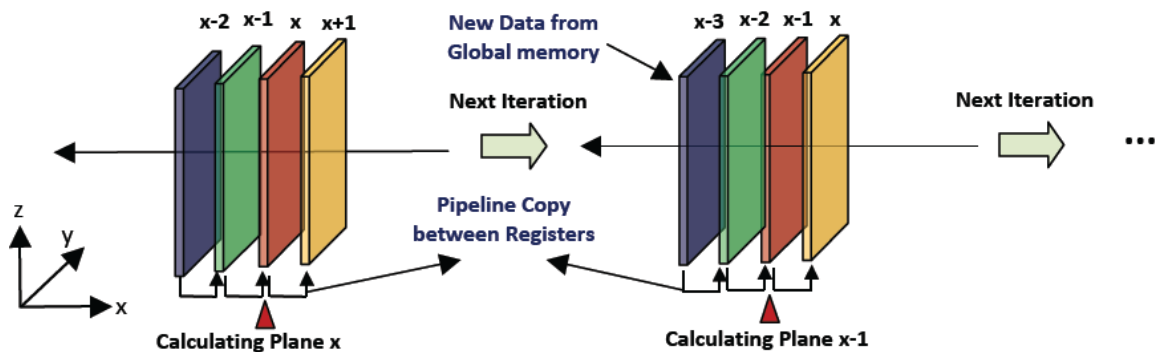 x-2 x-1 x x+1
New Data from
Global memory
x-3 x-2 x-1 x
Next Iteration
Next Iteration
...
Pipeline Copy
between Registers
z
y
x
Calculating Plane x
Calculating Plane x-1